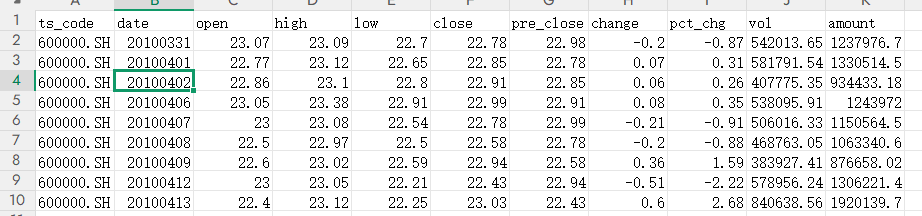 A B C D E F G H I J K
1 ts_code date open high low close pre_close change pct_chg vol amount
2 600000.SH 20100331 23.07 23.09 22.7 22.78 22.98 -0.2 -0.87 542013.65 1237976.7
3 600000.SH 20100401 22.77 23.12 22.65 22.85 22.78 0.07 0.31 581791.54 1330514.5
4 600000.SH 20100402 22.86 23.1 22.8 22.91 22.85 0.06 0.26 407775.35 934433.18
5 600000.SH 20100406 23.05 23.38 22.91 22.99 22.91 0.08 0.35 538095.91 1243972
6 600000.SH 20100407 23 23.08 22.54 22.78 22.99 -0.21 -0.91 506016.33 1150564.5
7 600000.SH 20100408 22.5 22.97 22.5 22.58 22.78 -0.2 -0.88 468763.05 1063340.6
8 600000.SH 20100409 22.6 23.02 22.59 22.94 22.58 0.36 1.59 383927.41 876658.02
9 600000.SH 20100412 23 23.05 22.21 22.43 22.94 -0.51 -2.22 578956.24 1306221.4
10 600000.SH 20100413 22.4 23.12 22.25 23.03 22.43 0.6 2.68 840638.56 1920139.7